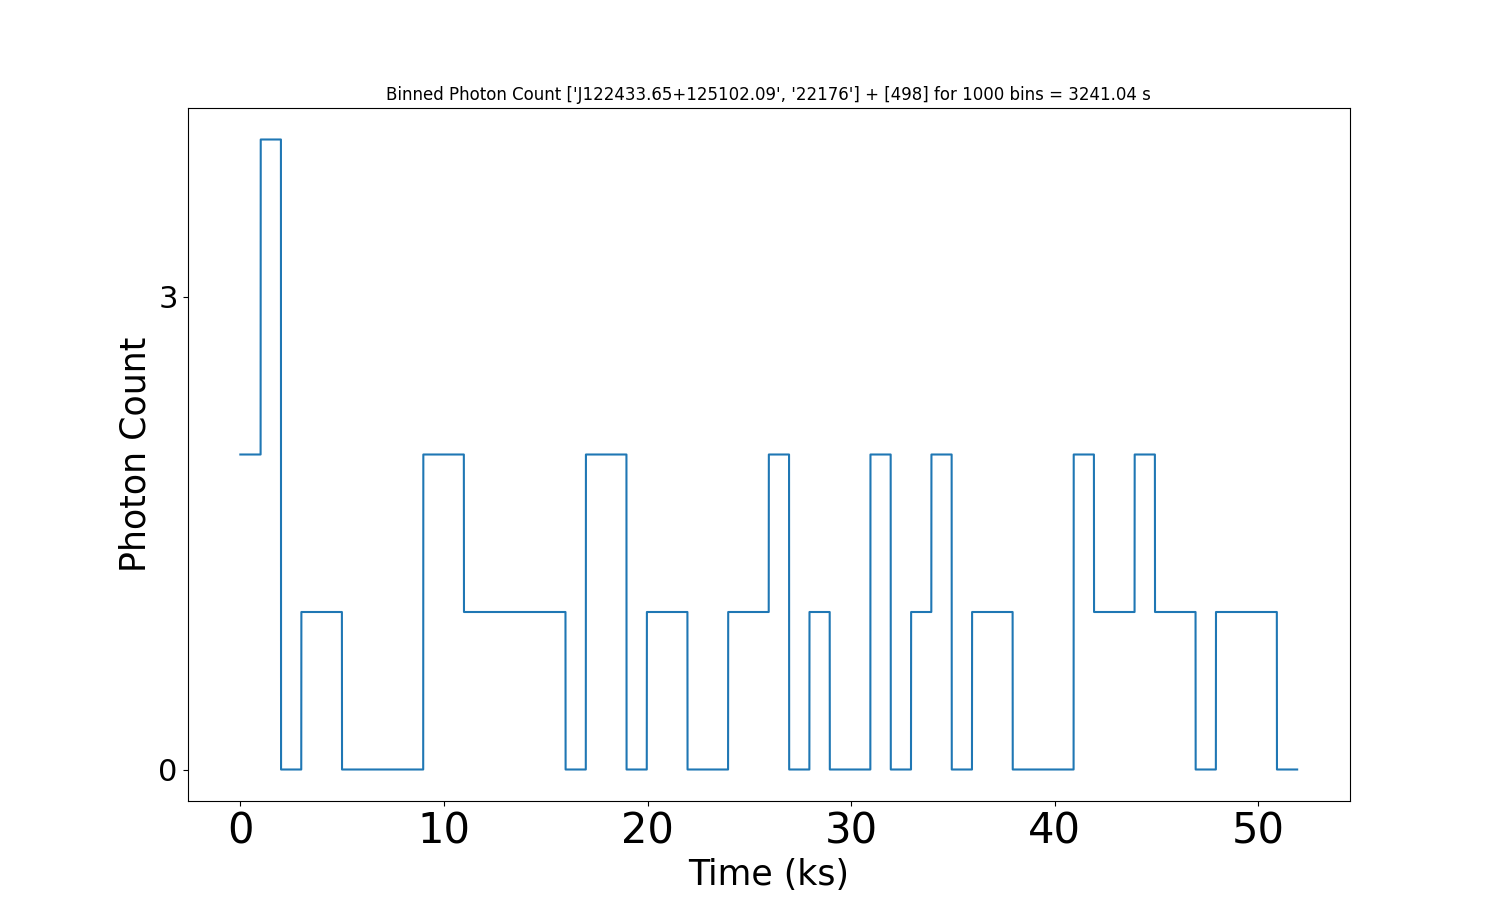 Binned Photon Count ['J122433.65+125102.09', '22176'] + [498] for 1000 bins = 3241.04 s
Photon Count
3
0
0 10 20 30 40 50
Time (ks)